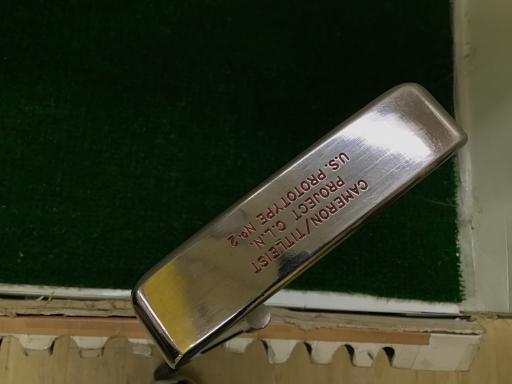 CAMERON/TITLEIST
PROJECT C.L.N.
U.S. PROTOTYPE Nº.2